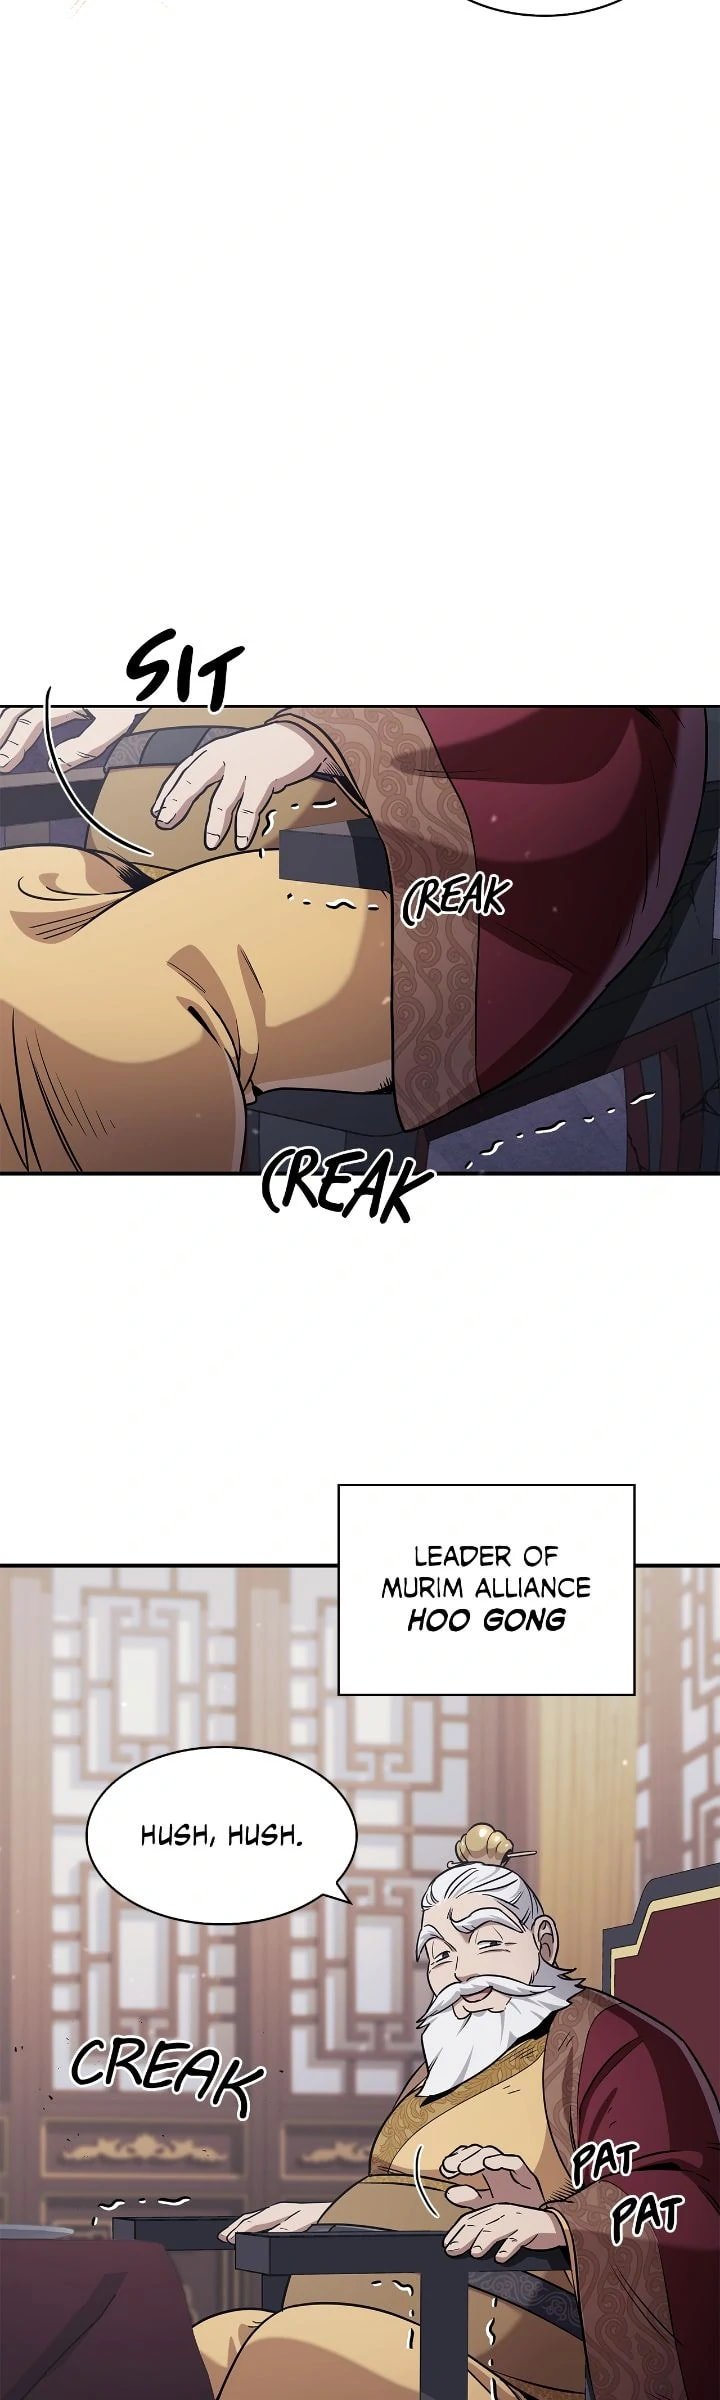 SIT
CREAK
CREAK
LEADER OF
MURIM ALLIANCE
HOO GONG
HUSH, HUSH.
CREAK
PAT
PAT